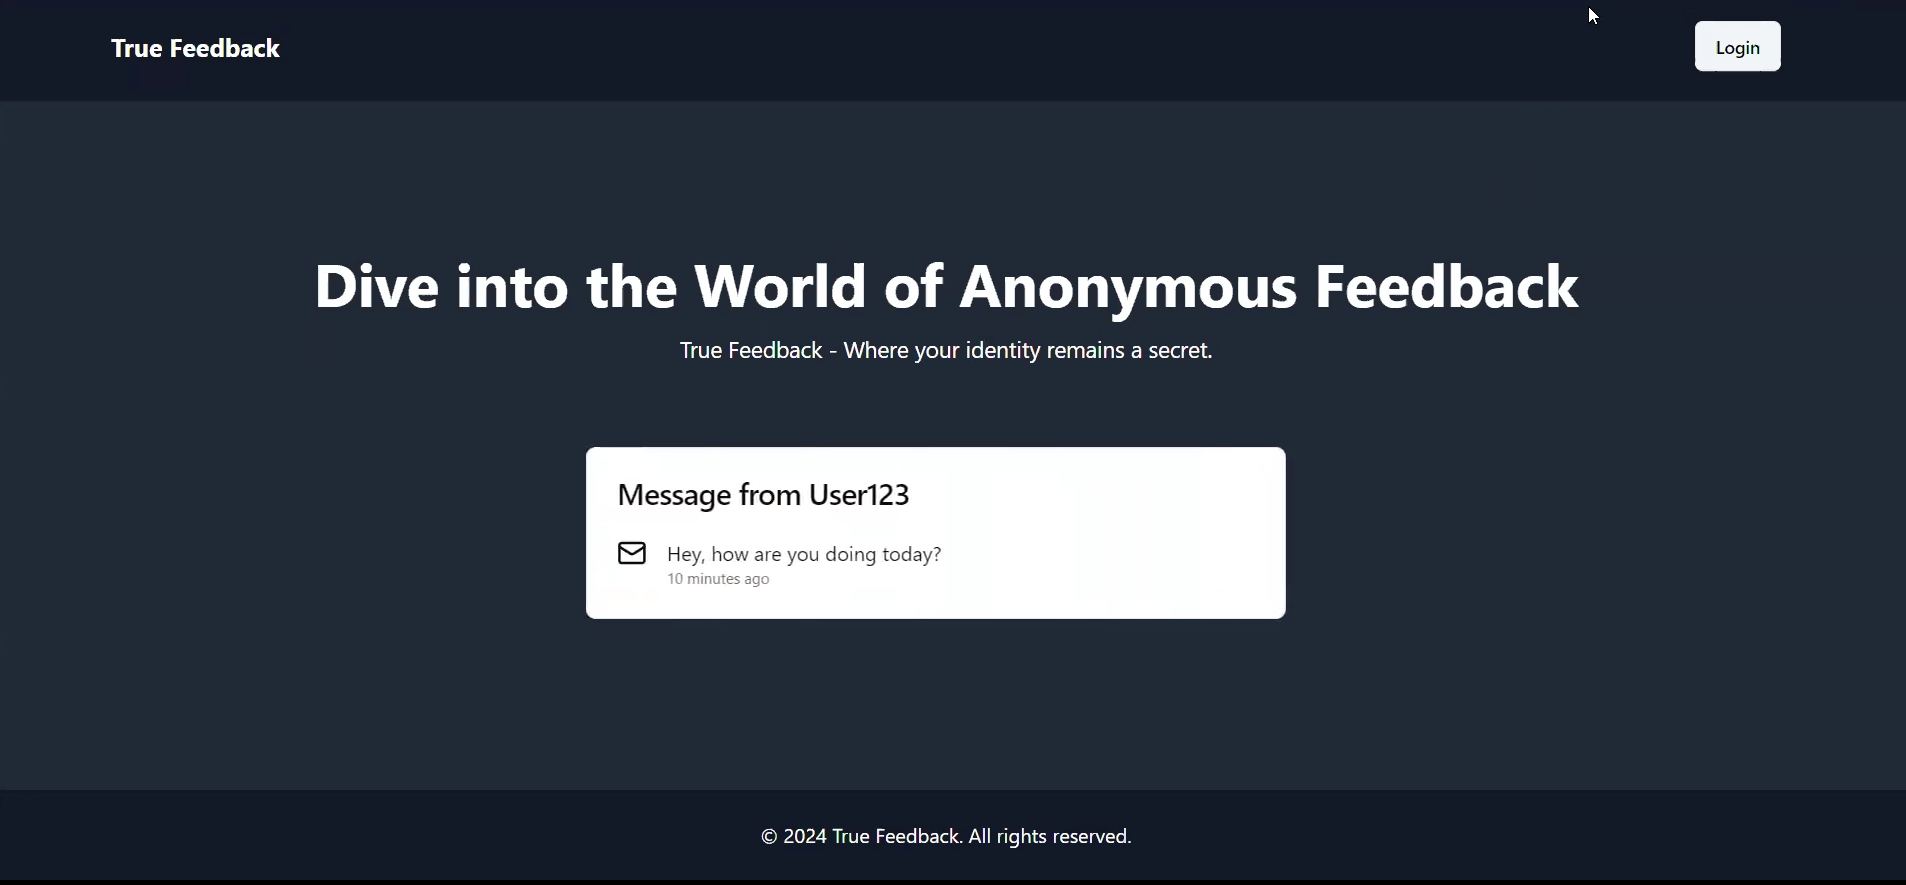 True Feedback
Login
Dive into the World of Anonymous Feedback
True Feedback - Where your identity remains a secret.
Message from User123
Hey, how are you doing today?
10 minutes ago
© 2024 True Feedback. All rights reserved.